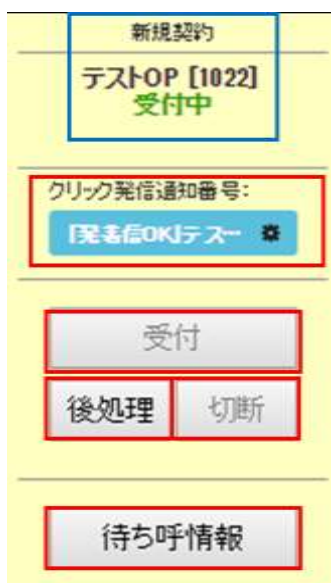 新規契約
テストOP [1022]
受付中
クリック発信通知番号:
「発着信OK」テス…
受付
後処理 切断
待ち呼情報